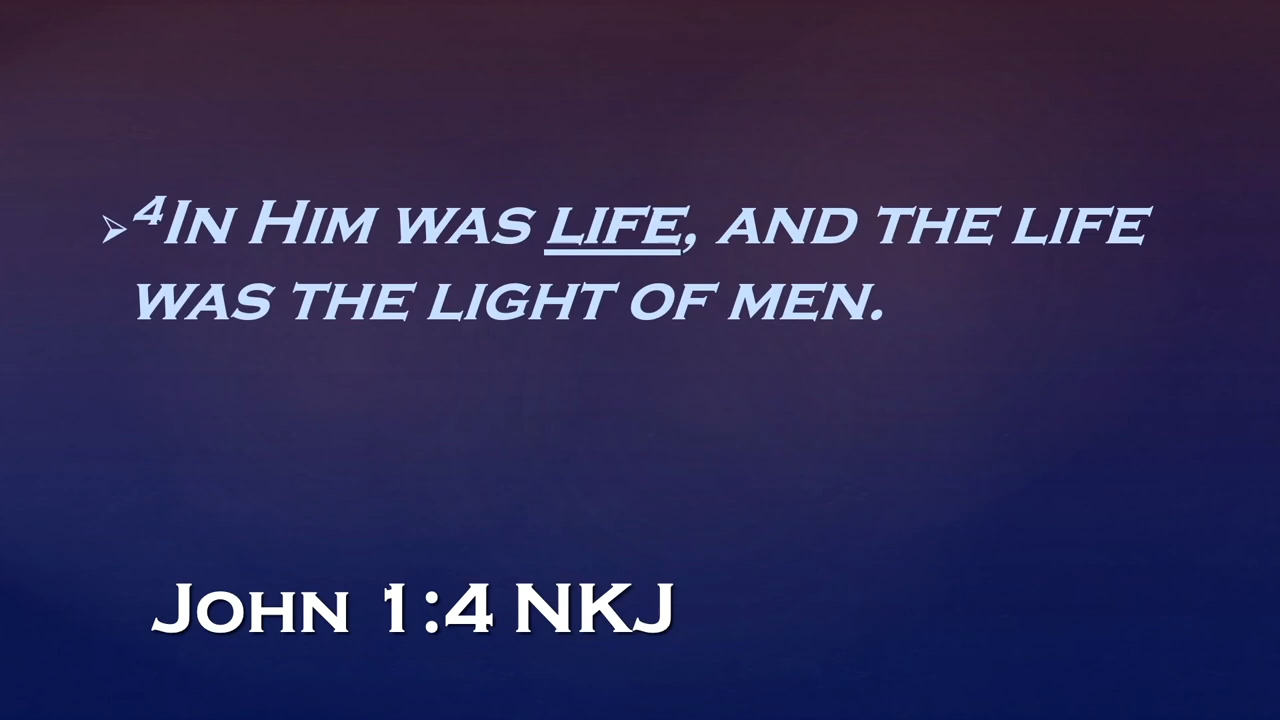 ➢⁴In Him was life, and the life
was the light of men.
John 1:4 NKJ